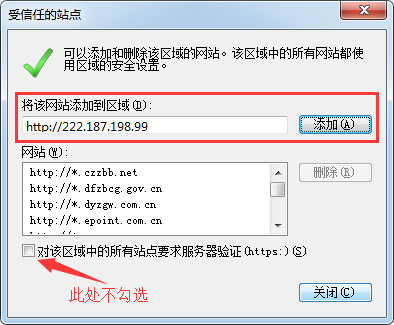 受信任的站点
可以添加和删除该区域的网站。该区域中的所有网站都使
用区域的安全设置。
将该网站添加到区域(D):
http://222.187.198.99
添加(A)
网站(W):
http://*.czzbb.net
http://*.dfzbcg.gov.cn
http://*.dyzgw.com.cn
http://*.epoint.com.cn
删除(R)
对该区域中的所有站点要求服务器验证(https:)(S)
此处不勾选
关闭(C)